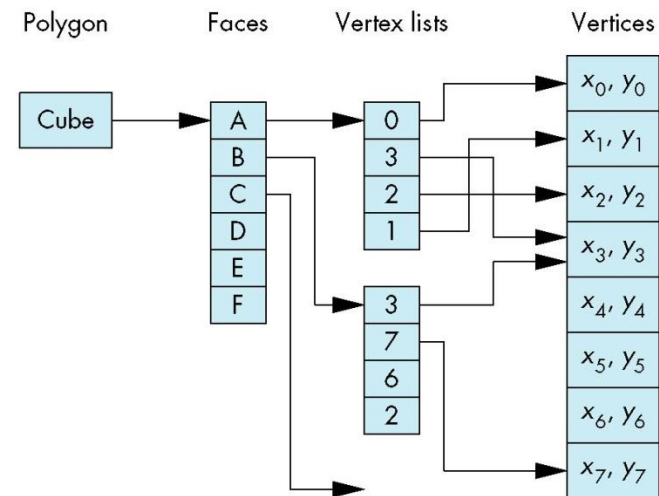 Polygon Faces Vertex lists Vertices
Cube
A
B
C
D
E
F
0
3
2
1
3
7
6
2
x0, y0
x1, y1
x2, y2
x3, y3
x4, y4
x5, y5
x6, y6
x7, y7